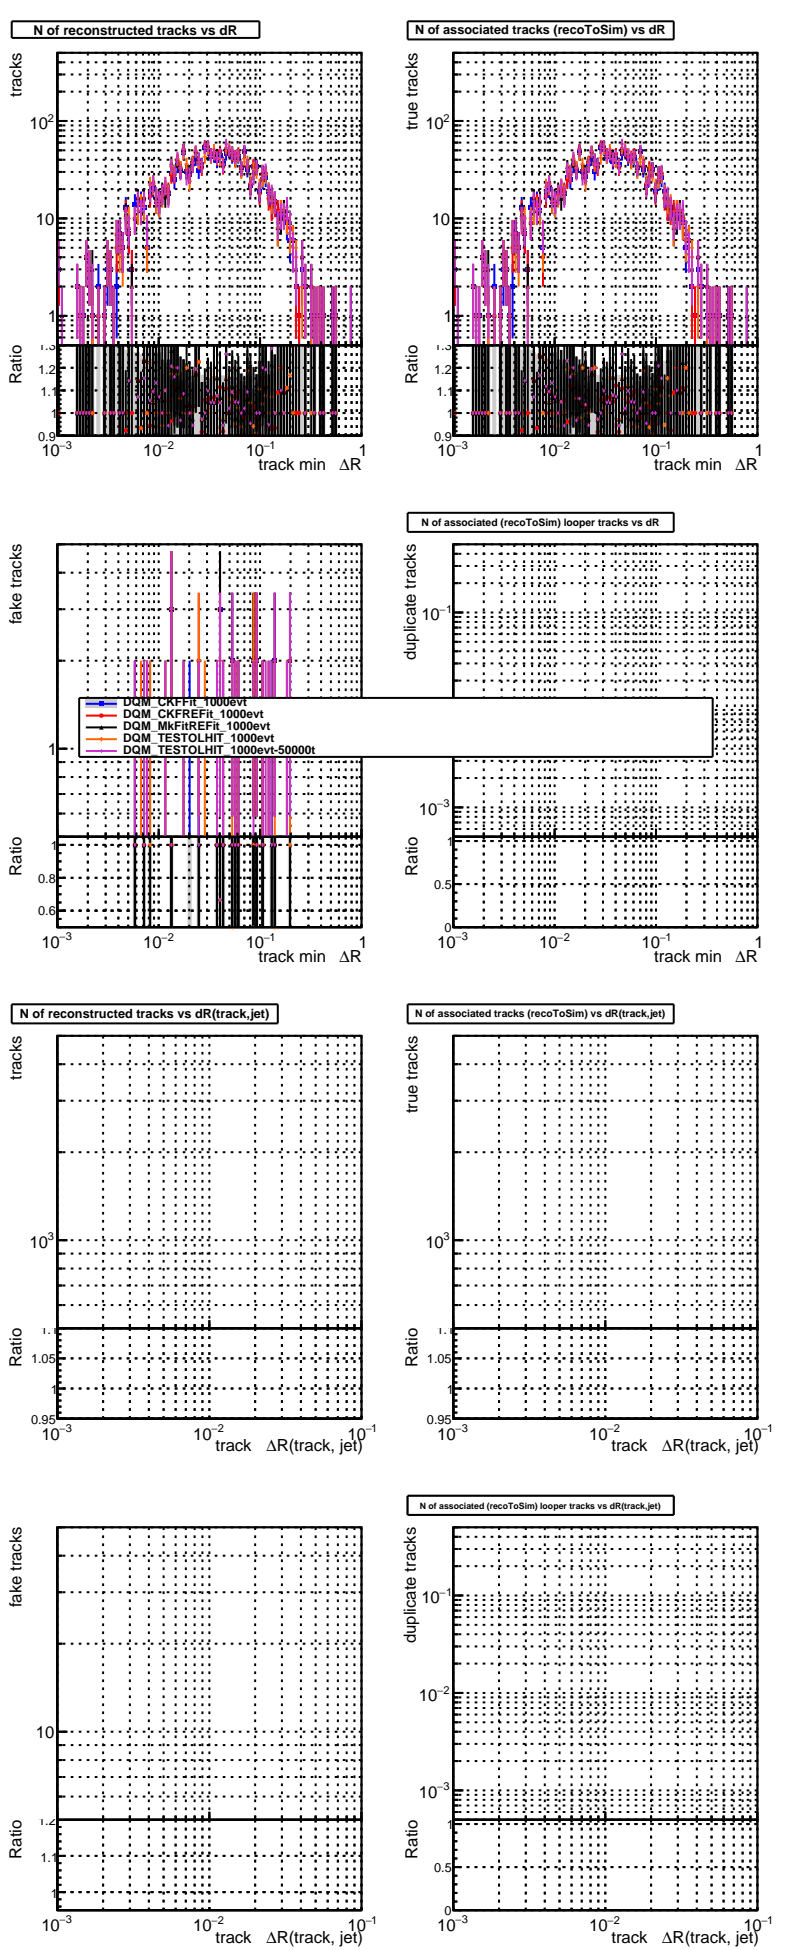 N of reconstructed tracks vs dR
tracks
10²
10
1
Ratio
1.3
1.2
1.1
1
0.9
10⁻³
10⁻²
10⁻¹
1
track min ΔR
N of associated tracks (recoToSim) vs dR
true tracks
10²
10
1
Ratio
1.3
1.2
1.1
1
0.9
10⁻³
10⁻²
10⁻¹
1
track min ΔR
fake tracks
1
Ratio
1
0.8
0.6
10⁻³
10⁻²
10⁻¹
1
track min ΔR
N of associated (recoToSim) looper tracks vs dR
duplicate tracks
10⁻¹
10⁻³
Ratio
1
0.5
0
10⁻³
10⁻²
10⁻¹
1
track min ΔR
DQM_CKFFit_1000evt
DQM_CKFREFit_1000evt
DQM_MkFitREFit_1000evt
DQM_TESTOLHIT_1000evt
DQM_TESTOLHIT_1000evt-50000t
N of reconstructed tracks vs dR(track,jet)
tracks
10³
Ratio
1.1
1.05
1
0.95
10⁻³
10⁻²
10⁻¹
track ΔR(track, jet)
N of associated tracks (recoToSim) vs dR(track,jet)
true tracks
10³
Ratio
1.1
1.05
1
0.95
10⁻³
10⁻²
10⁻¹
track ΔR(track, jet)
fake tracks
10
Ratio
1.2
1.1
1
10⁻³
10⁻²
10⁻¹
track ΔR(track, jet)
N of associated (recoToSim) looper tracks vs dR(track,jet)
duplicate tracks
10⁻¹
10⁻²
10⁻³
Ratio
1
0.5
0
10⁻³
10⁻²
10⁻¹
track ΔR(track, jet)